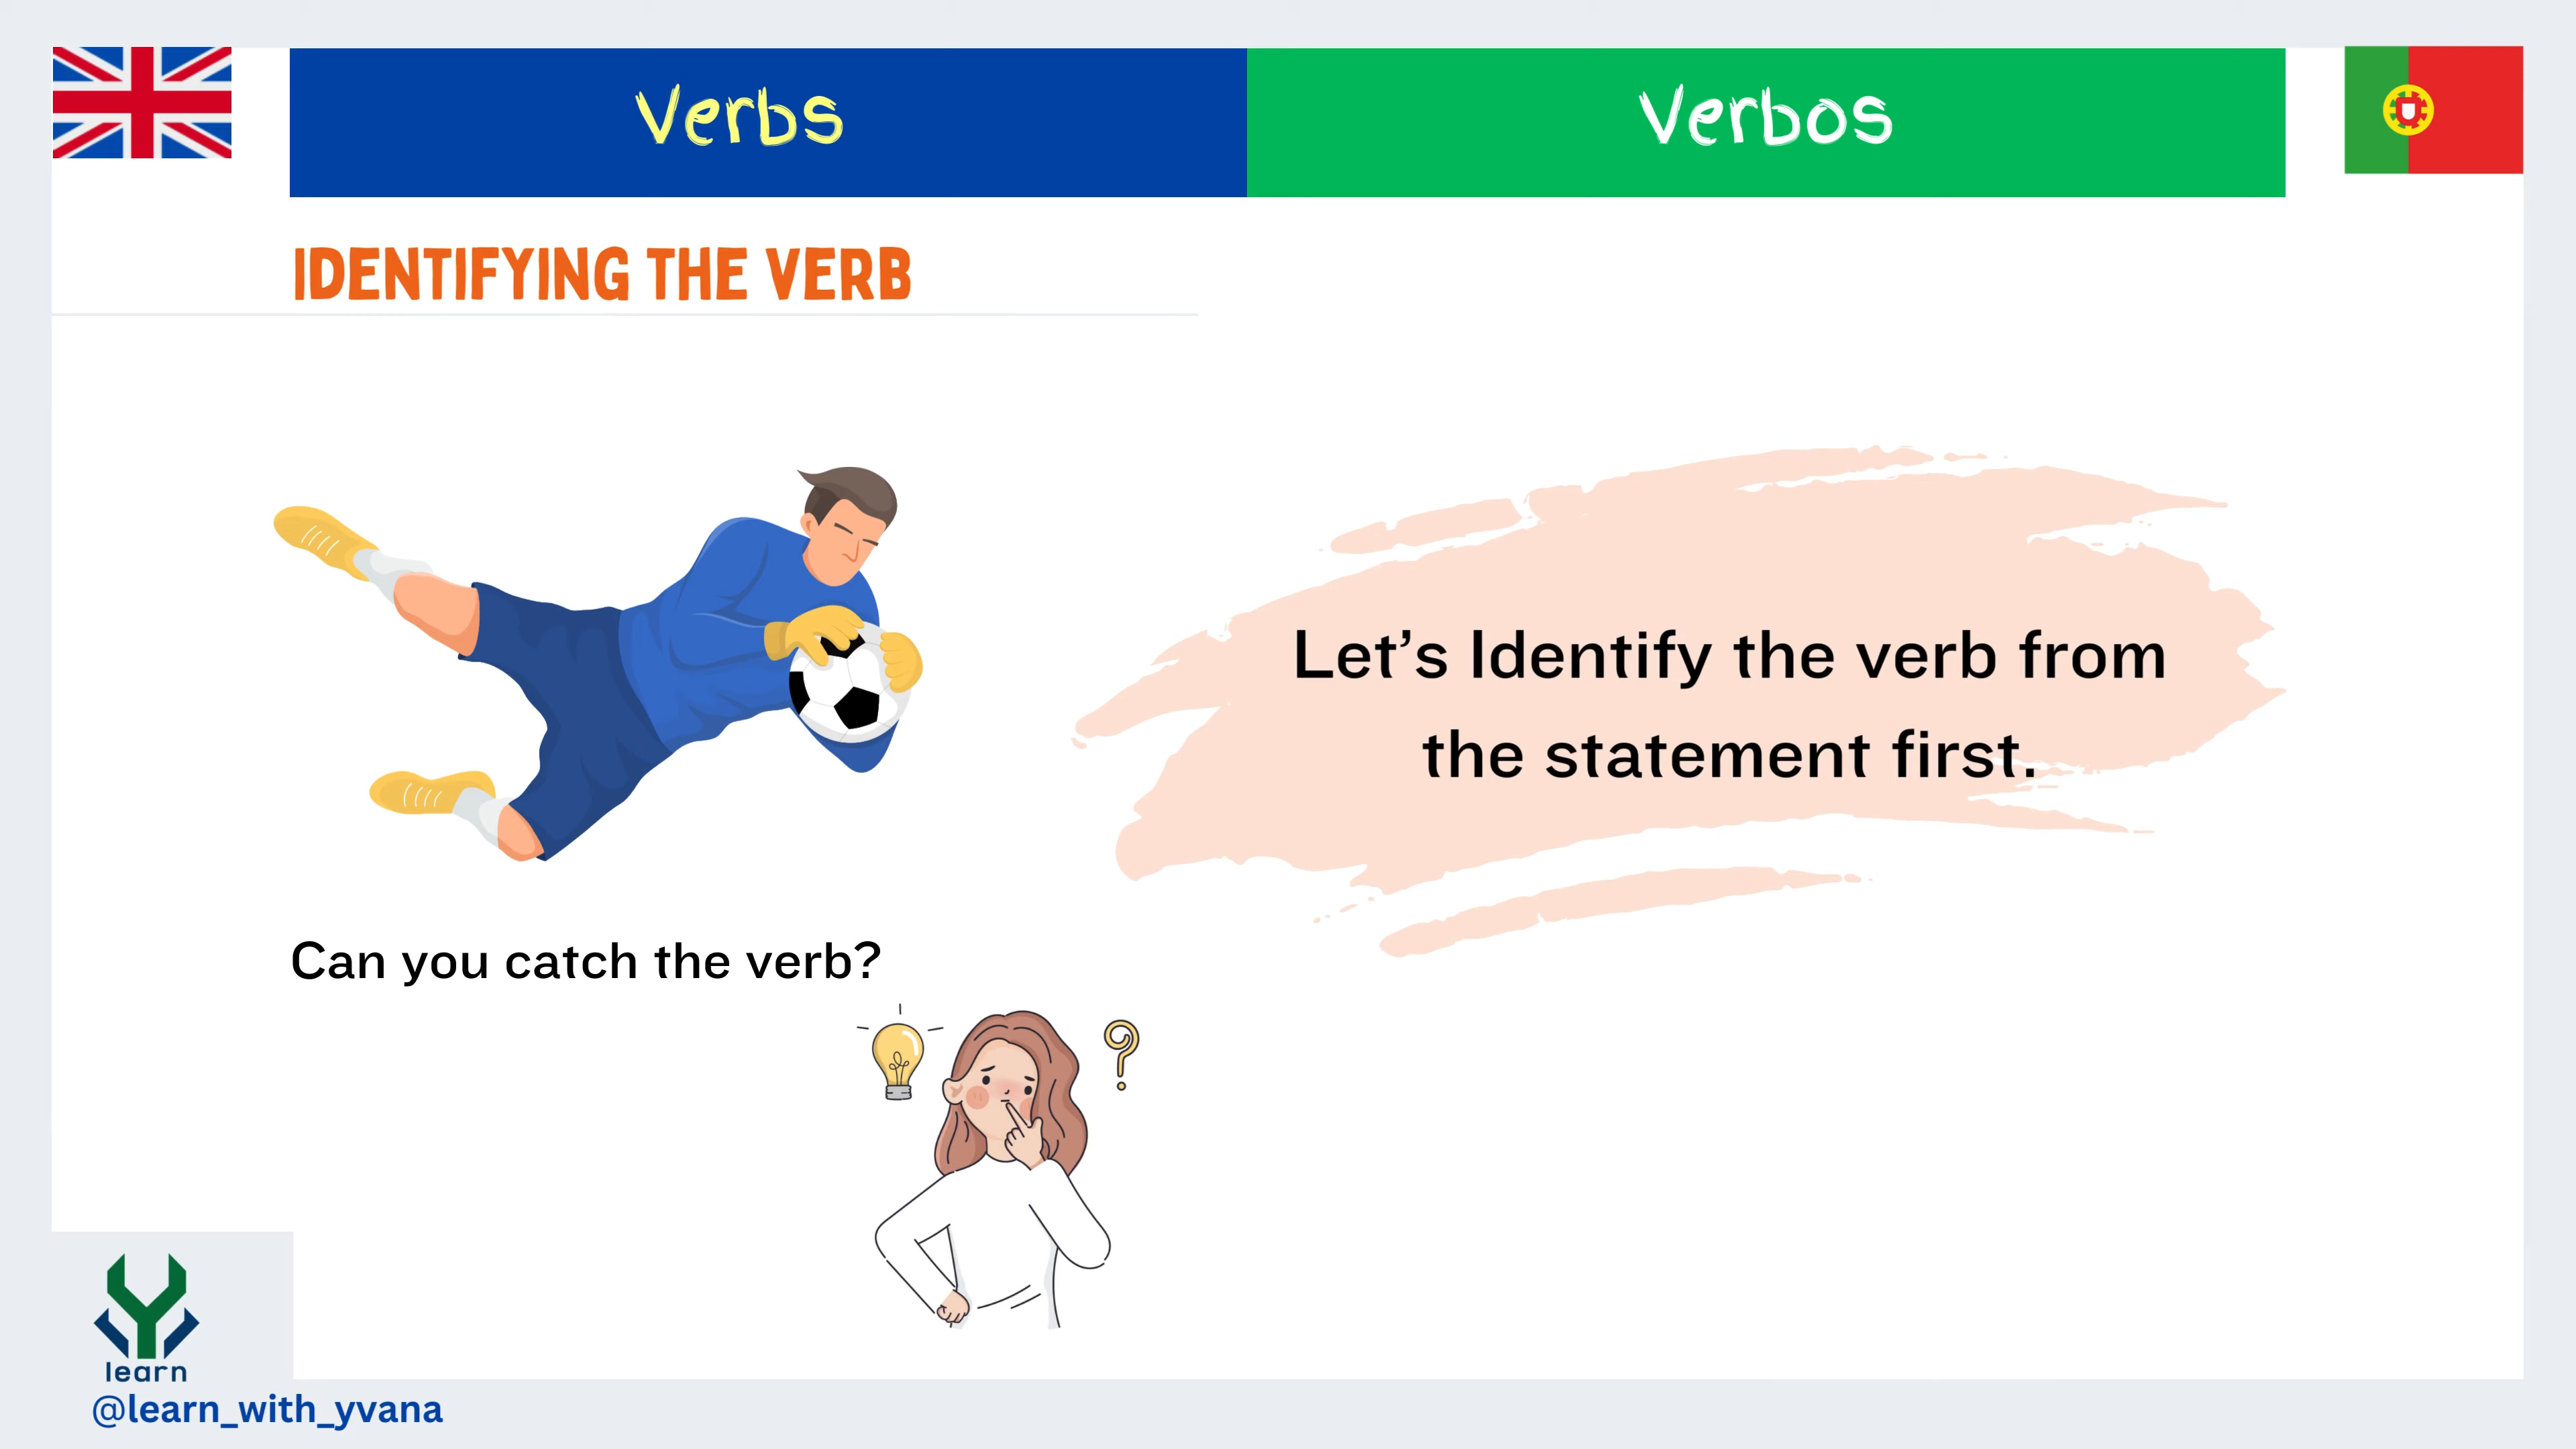 Verbs
Verbos
IDENTIFYING THE VERB
Let’s Identify the verb from
the statement first.
Can you catch the verb?
learn
@learn_with_yvana